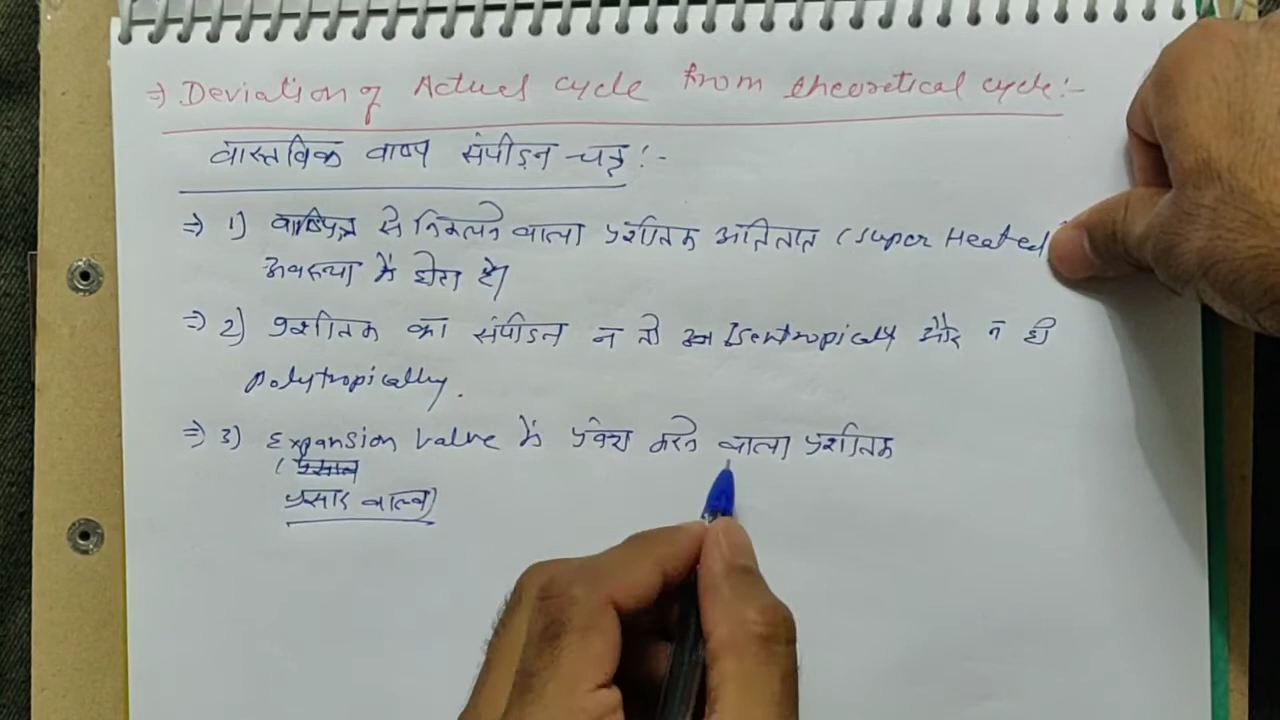 ⇒ Deviation of Actual cycle from theoretical cycle:-
वास्तविक वाष्प संपीड़न चक्र:-
⇒ 1) वाष्पित्र से निकलने वाला प्रशीतक अतितप्त (Super Heated)
अवस्था में होता है।
⇒ 2) प्रशीतक का संपीडन न तो Isentropically और न ही
polytropically.
⇒ 3) Expansion Valve में प्रवेश करने वाला प्रशीतक
(
प्रसार वाल्व)